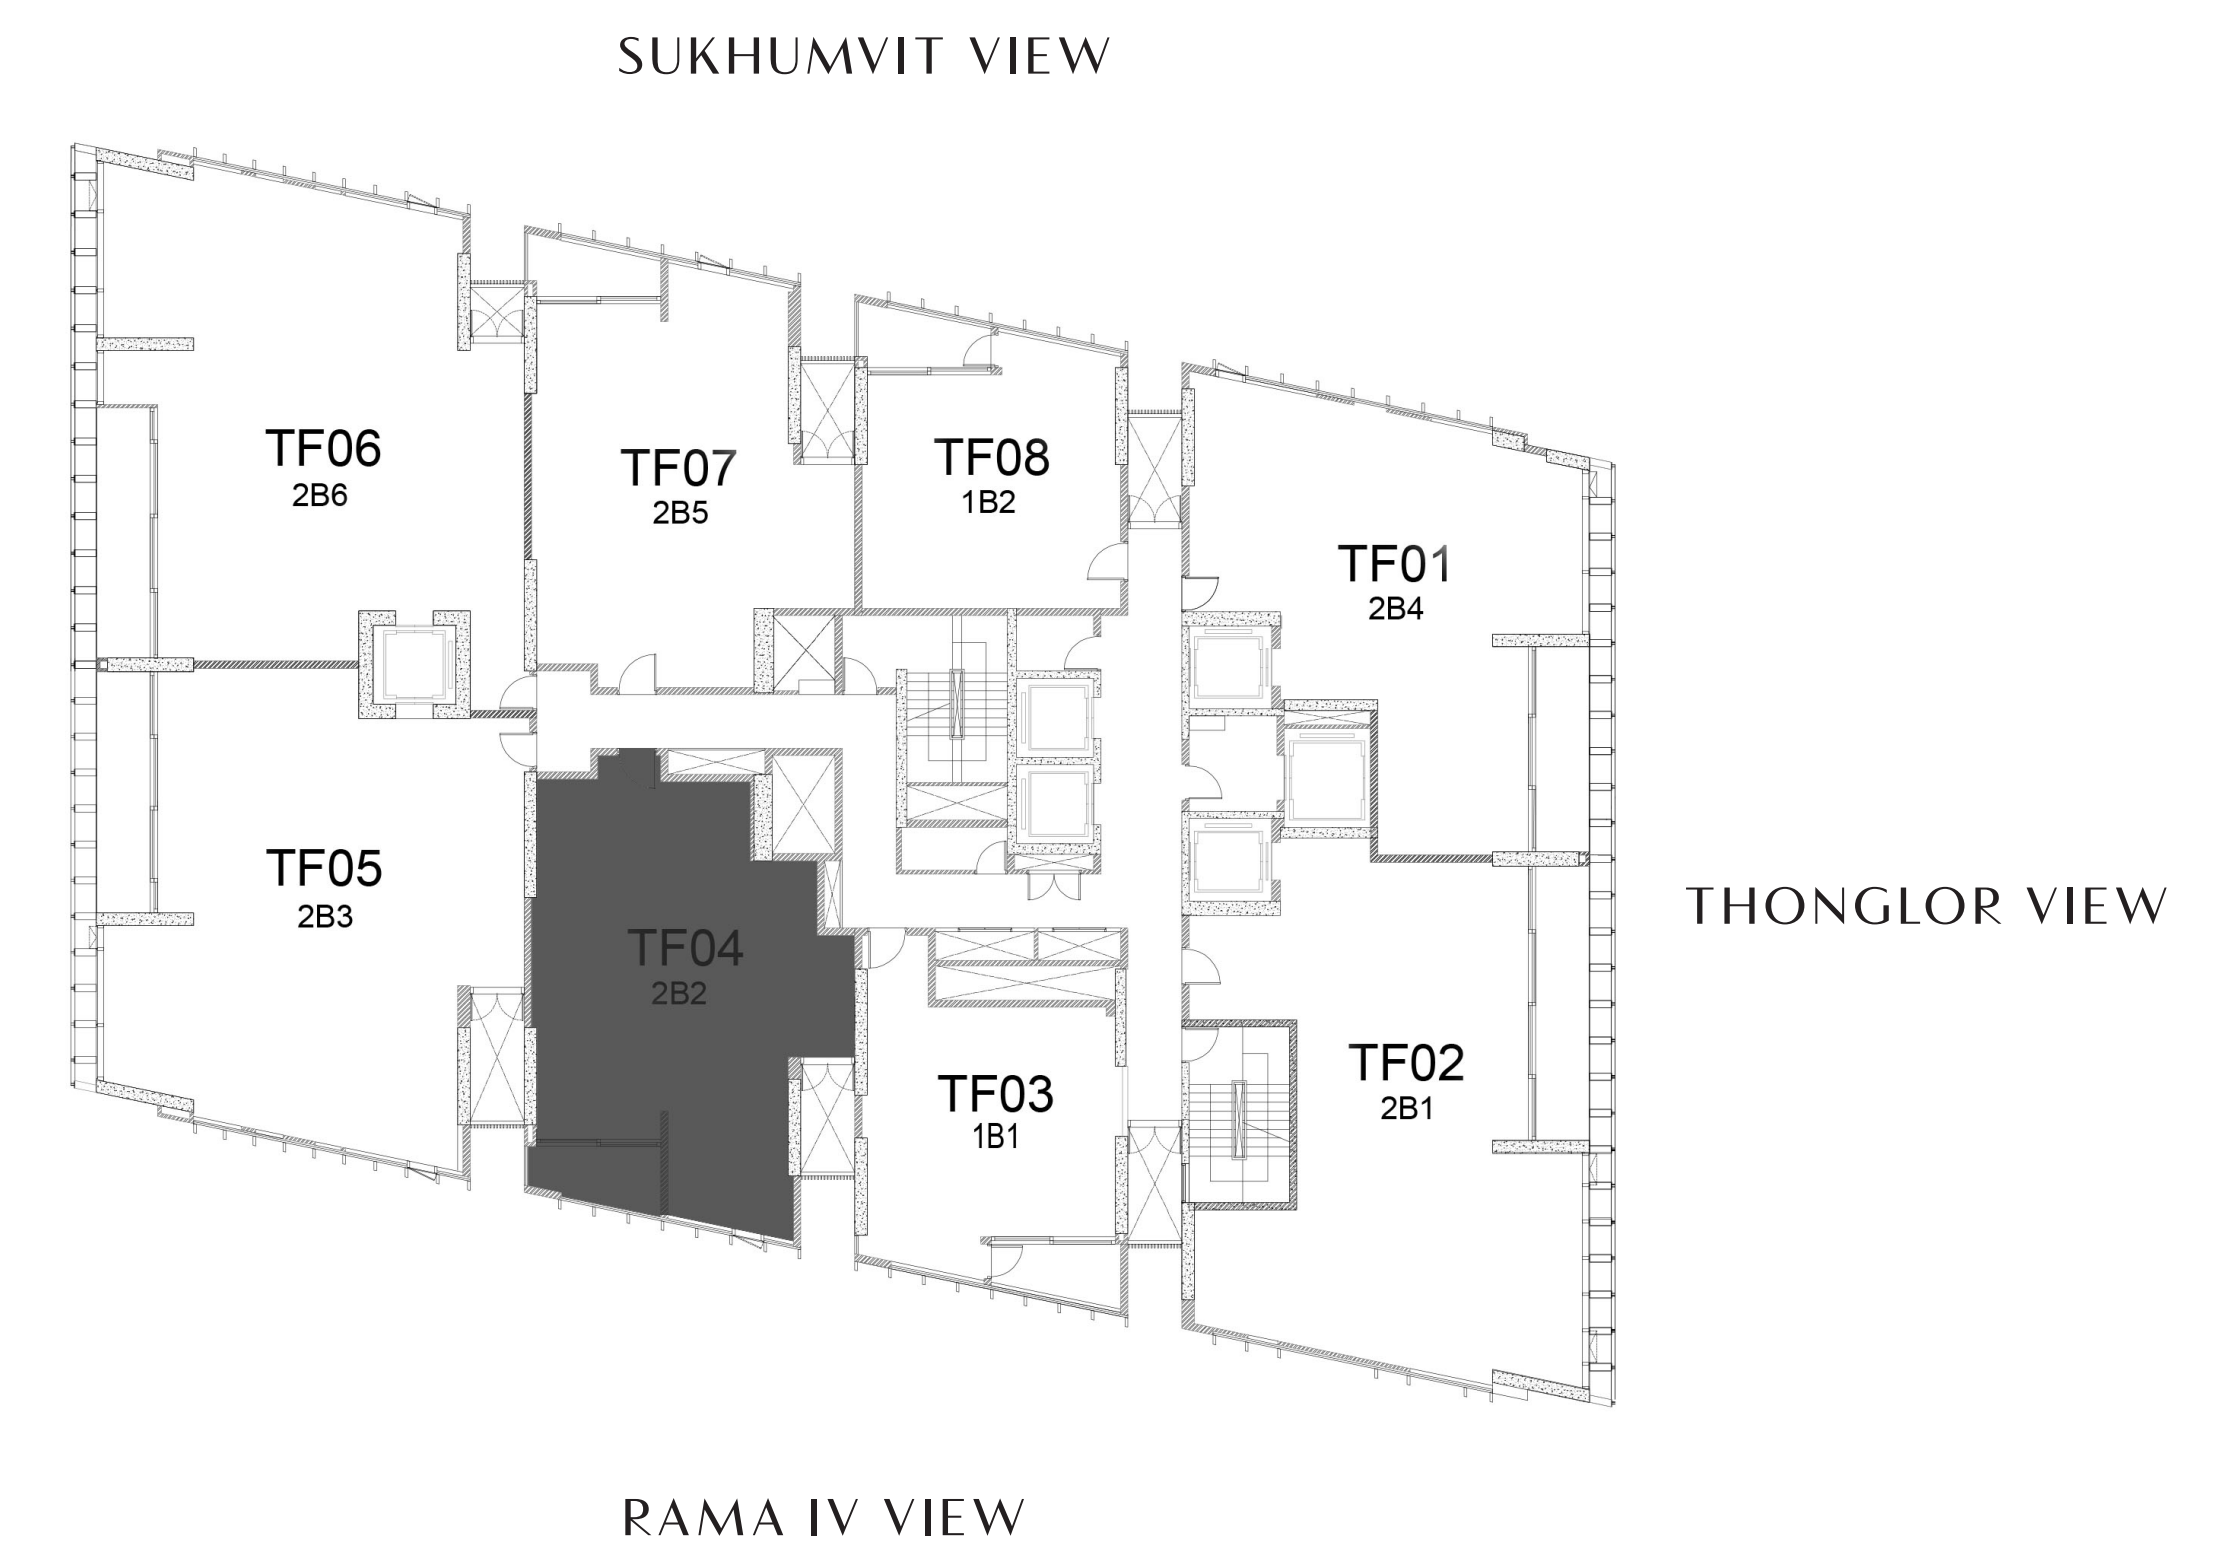 SUKHUMVIT VIEW
TF06
2B6
TF07
2B5
TF08
1B2
TF01
2B4
TF05
2B3
TF04
2B2
THONGLOR VIEW
TF03
1B1
TF02
2B1
RAMA IV VIEW